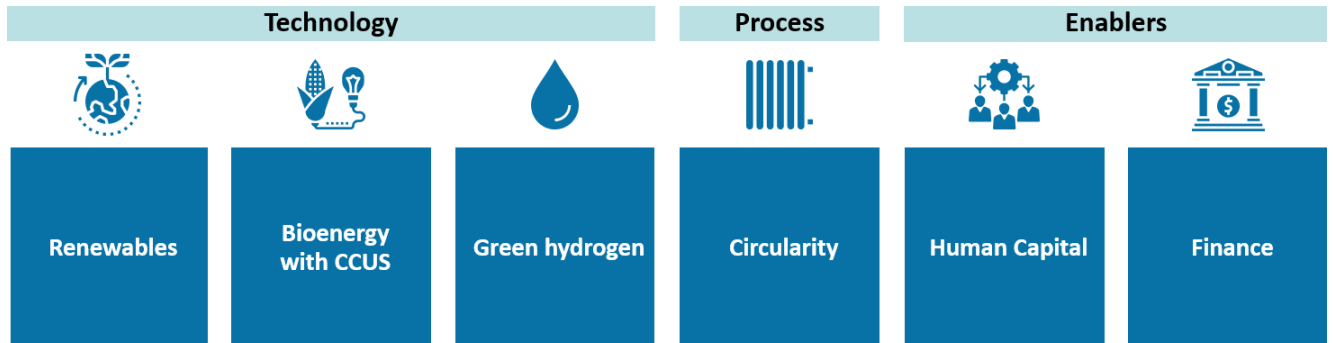 Technology
Process
Enablers
$
Renewables
Bioenergy
with CCUS
Green hydrogen
Circularity
Human Capital
Finance